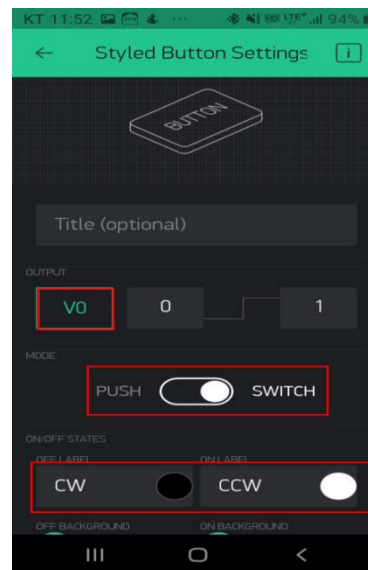 KT 11:52 ... LTE+ 94%
← Styled Button Settings i
BUTTON
Title (optional)
OUTPUT
V0 0 1
MODE
PUSH SWITCH
ON/OFF STATES
OFF LABEL ON LABEL
CW CCW
OFF BACKGROUND ON BACKGROUND